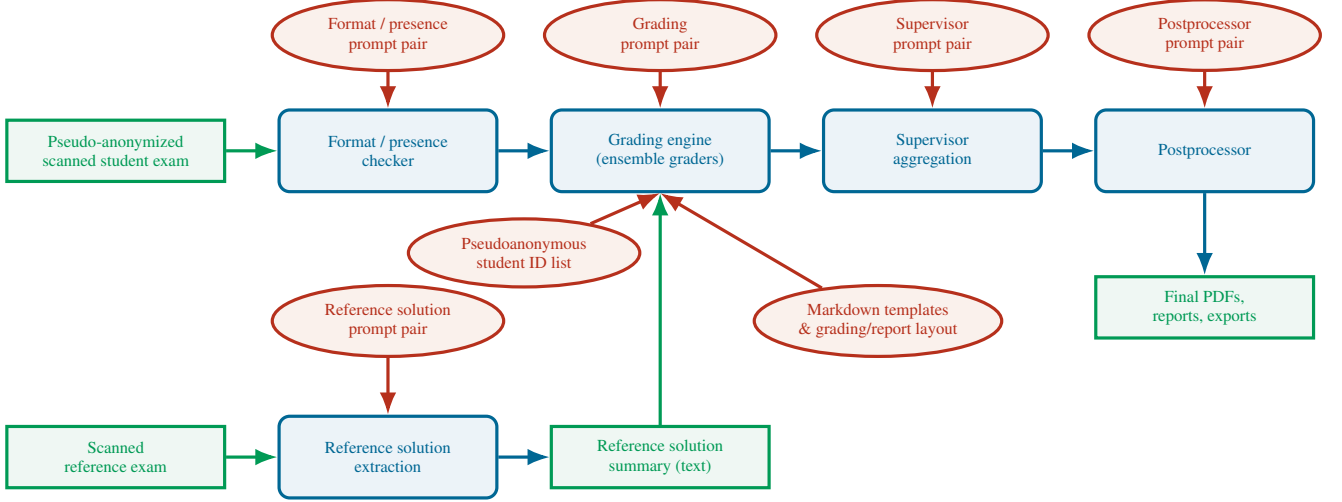 Format / presence
prompt pair
Grading
prompt pair
Supervisor
prompt pair
Postprocessor
prompt pair
Pseudo-anonymized
scanned student exam
Format / presence
checker
Grading engine
(ensemble graders)
Supervisor
aggregation
Postprocessor
Pseudoanonymous
student ID list
Reference solution
prompt pair
Markdown templates
& grading/report layout
Final PDFs,
reports, exports
Scanned
reference exam
Reference solution
extraction
Reference solution
summary (text)